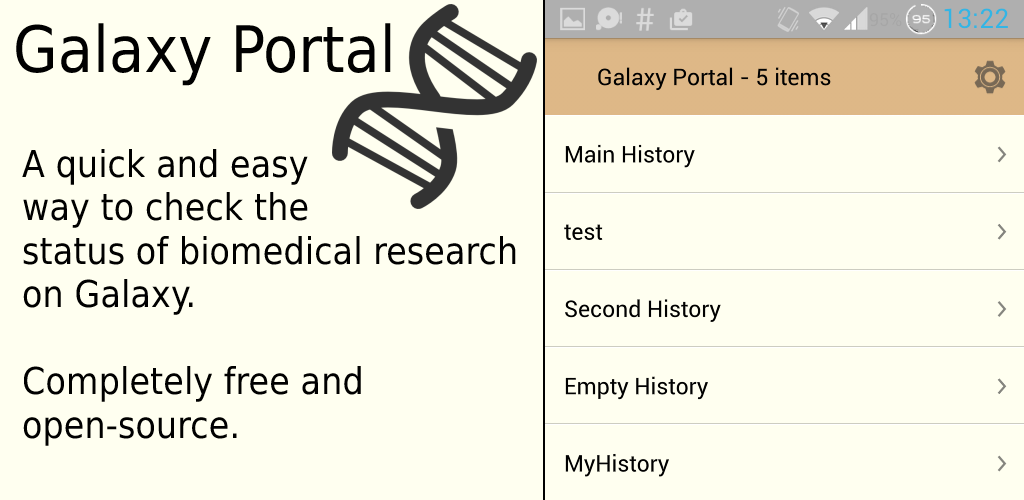 Galaxy Portal
A quick and easy
way to check the
status of biomedical research
on Galaxy.
Completely free and
open-source.
# 95% 95 13:22
Galaxy Portal - 5 items
Main History
test
Second History
Empty History
MyHistory